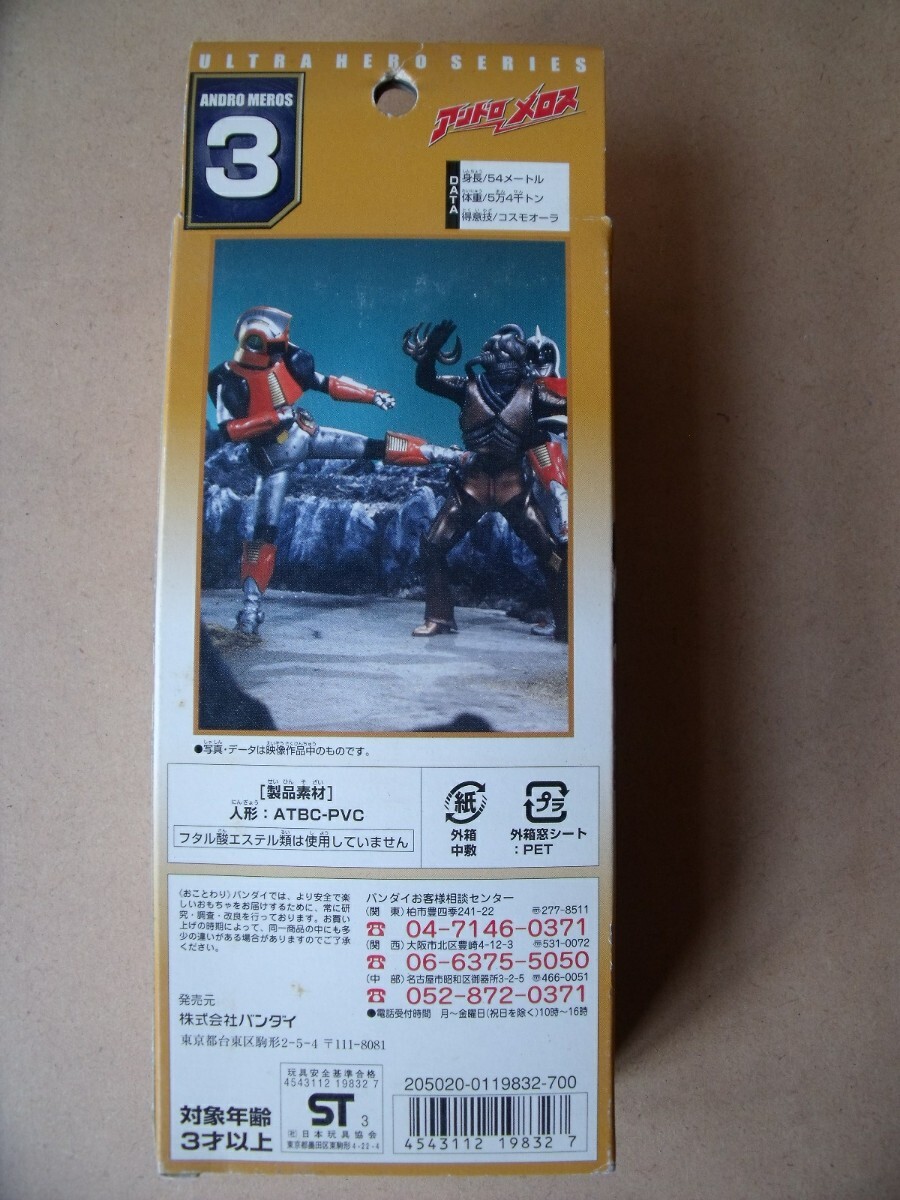 ULTRA HERO SERIES
ANDRO MEROS
3
アンドロメロス
DATA
身長/54メートル
体重/5万4千トン
得意技/コスモオーラ
●写真・データは映像作品中のものです。
[製品素材]
人形：ATBC-PVC
フタル酸エステル類は使用していません
紙
外箱
中敷
プラ
外箱窓シート
：PET
《おことわり》バンダイでは、より安全で楽
しいおもちゃをお届けするために、常に研
究・調査・改良を行っております。お買い
上げの時期によって、同一商品の中にも多
少の違いがある場合がありますのでご了承
ください。
発売元
株式会社バンダイ
東京都台東区駒形2-5-4 〒111-8081
バンダイお客様相談センター
(関 東)柏市豊四季241-22 〒277-8511
☎ 04-7146-0371
(関 西)大阪市北区豊崎4-12-3 〒531-0072
☎ 06-6375-5050
(中 部)名古屋市昭和区御器所3-2-5 〒466-0051
☎ 052-872-0371
●電話受付時間 月〜金曜日(祝日を除く)10時〜16時
対象年齢
3才以上
玩具安全基準合格
4543112 19832 7
ST 3
㈳日本玩具協会
東京都墨田区東駒形4-22-4
205020-0119832-700
4543112 198327